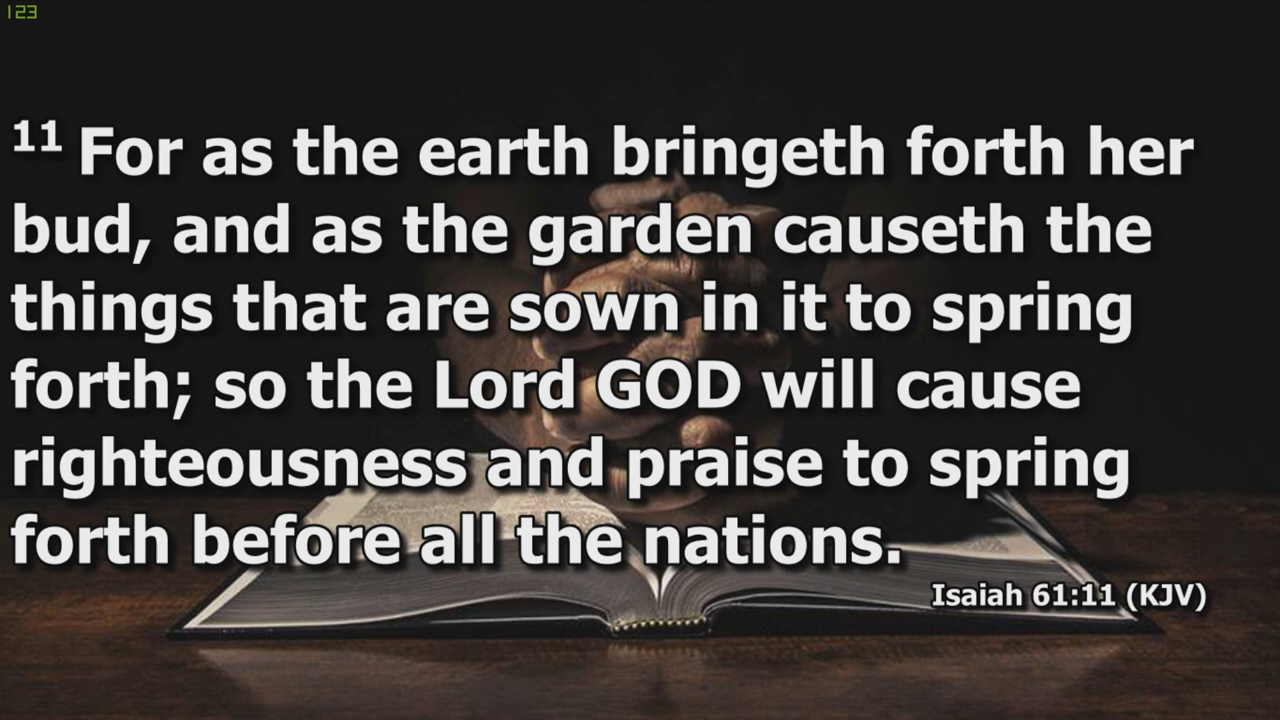 123
11 For as the earth bringeth forth her
bud, and as the garden causeth the
things that are sown in it to spring
forth; so the Lord GOD will cause
righteousness and praise to spring
forth before all the nations.
Isaiah 61:11 (KJV)